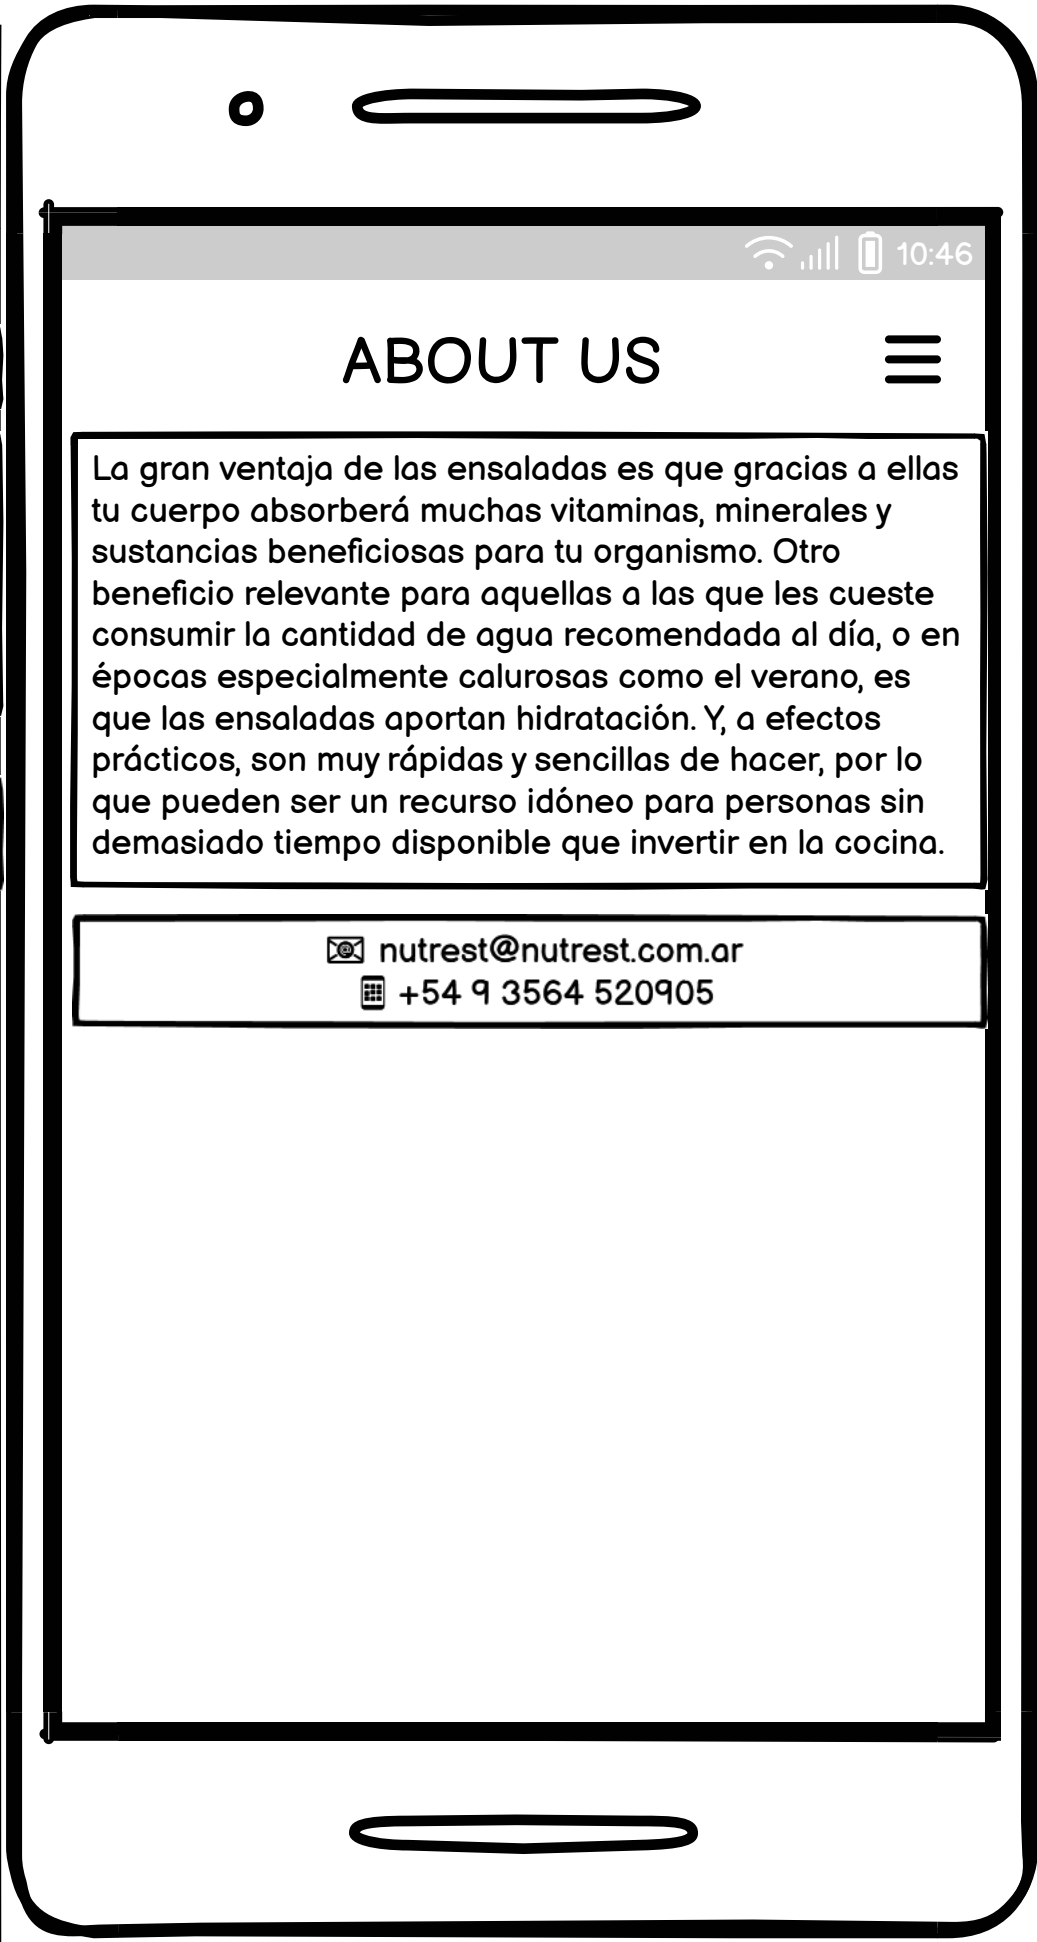 10:46
ABOUT US
La gran ventaja de las ensaladas es que gracias a ellas
tu cuerpo absorberá muchas vitaminas, minerales y
sustancias beneficiosas para tu organismo. Otro
beneficio relevante para aquellas a las que les cueste
consumir la cantidad de agua recomendada al día, o en
épocas especialmente calurosas como el verano, es
que las ensaladas aportan hidratación. Y, a efectos
prácticos, son muy rápidas y sencillas de hacer, por lo
que pueden ser un recurso idóneo para personas sin
demasiado tiempo disponible que invertir en la cocina.
nutrest@nutrest.com.ar
+54 9 3564 520905